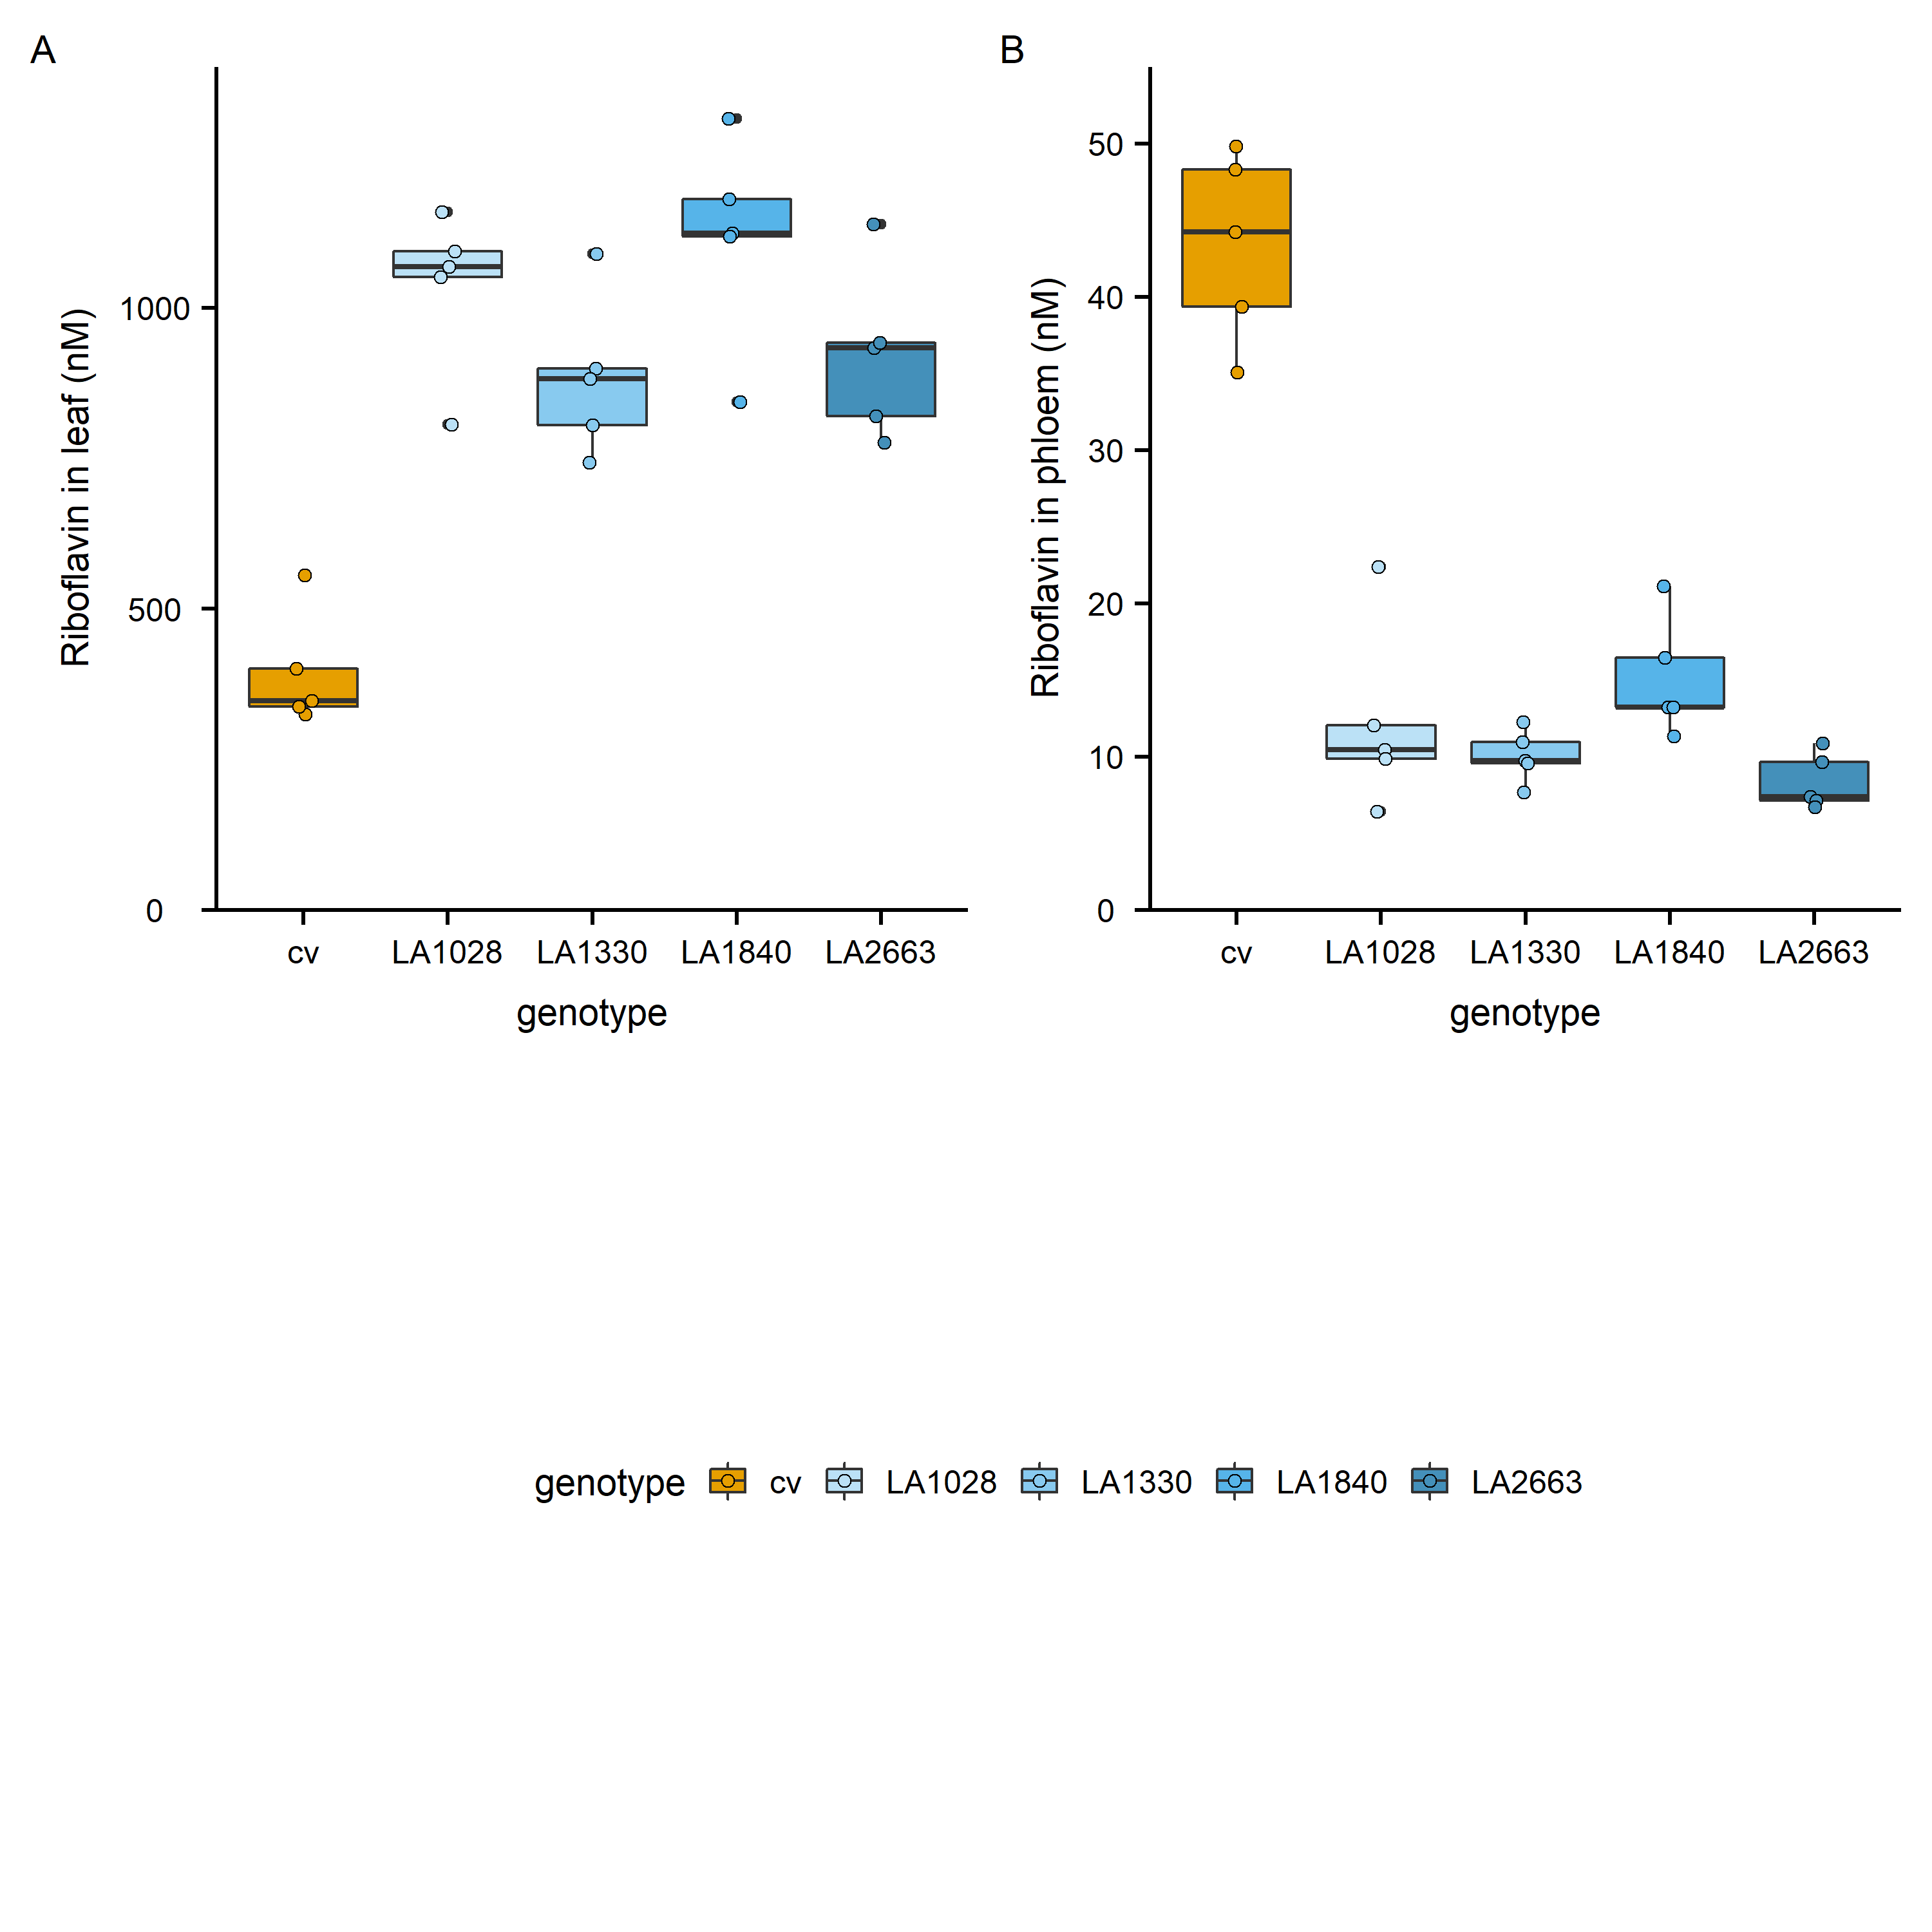 A
Riboflavin in leaf (nM)
1000
500
0
cv LA1028 LA1330 LA1840 LA2663
genotype
B
Riboflavin in phloem (nM)
50
40
30
20
10
0
cv LA1028 LA1330 LA1840 LA2663
genotype
genotype cv LA1028 LA1330 LA1840 LA2663